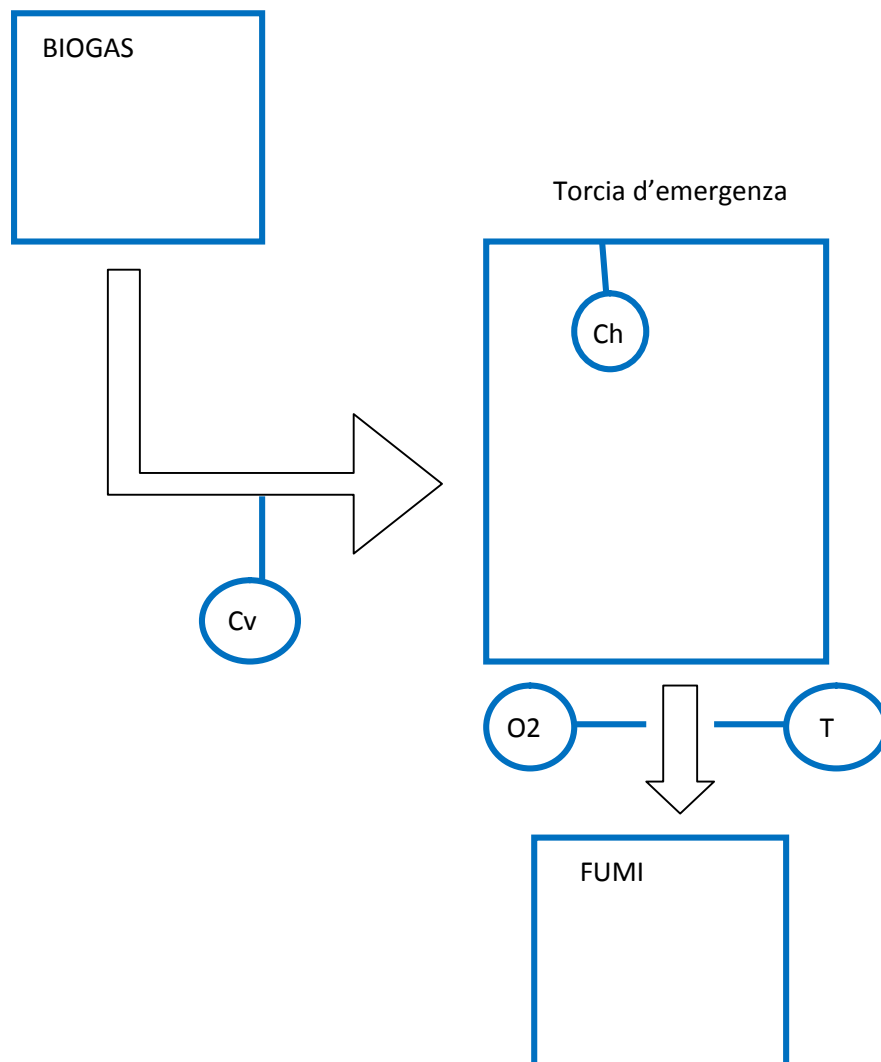 BIOGAS
Torcia d’emergenza
Ch
Cv
O2
T
FUMI